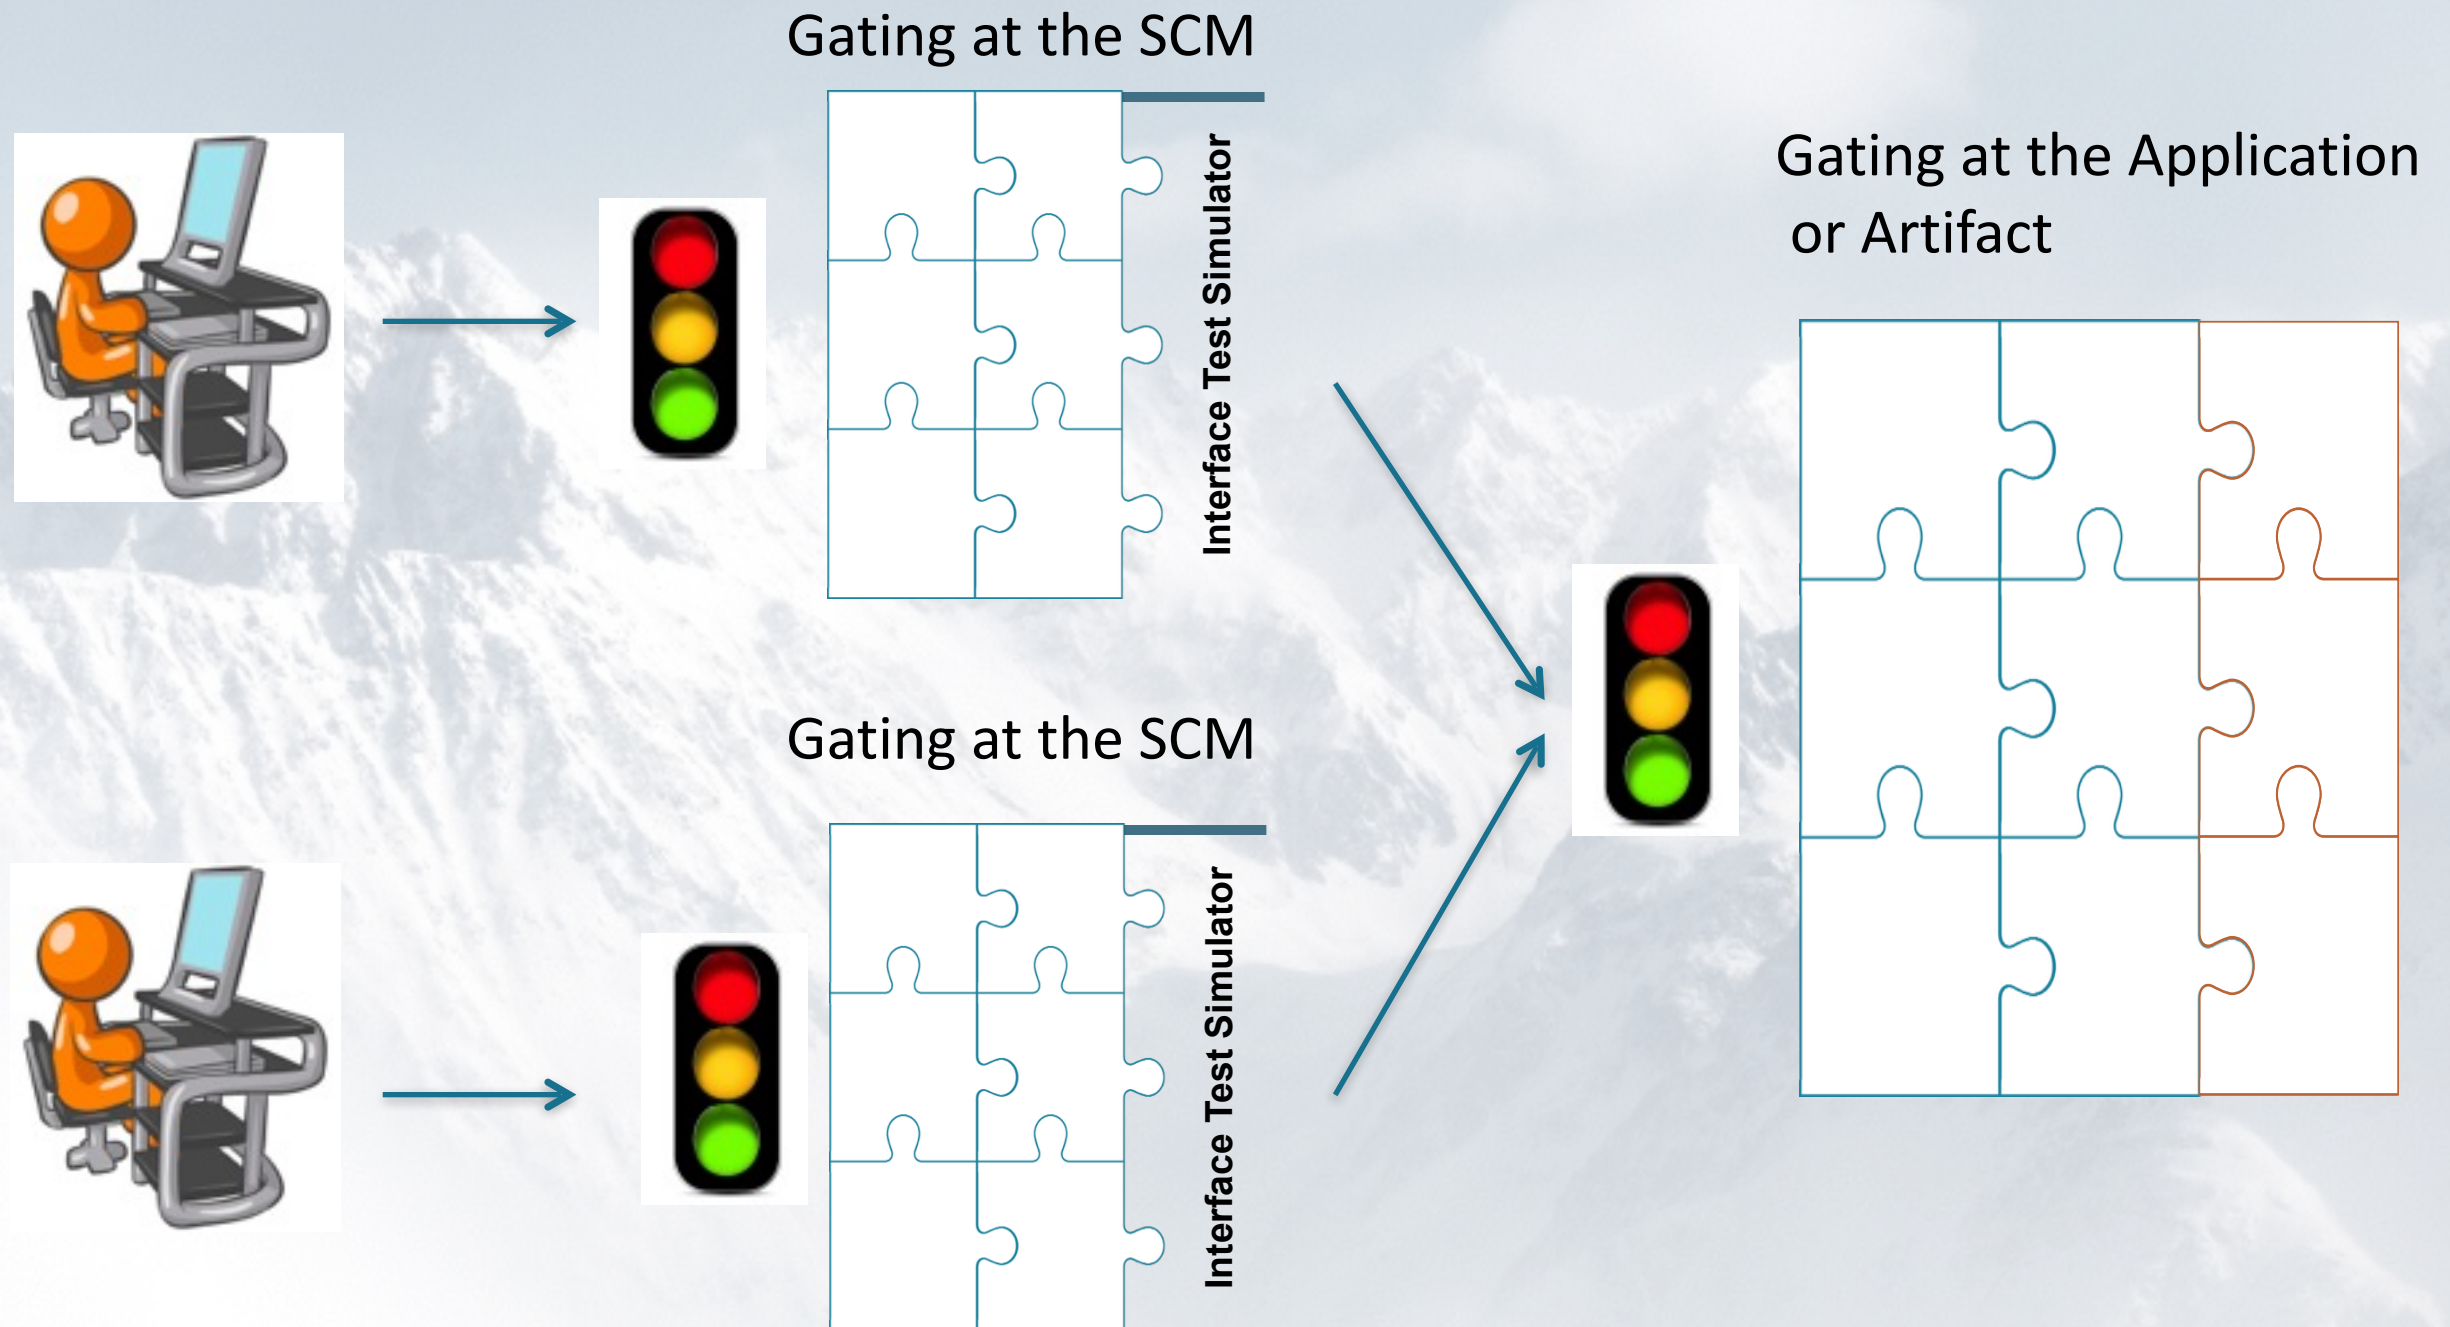 Gating at the SCM
Interface Test Simulator
Gating at the Application
or Artifact
Gating at the SCM
Interface Test Simulator